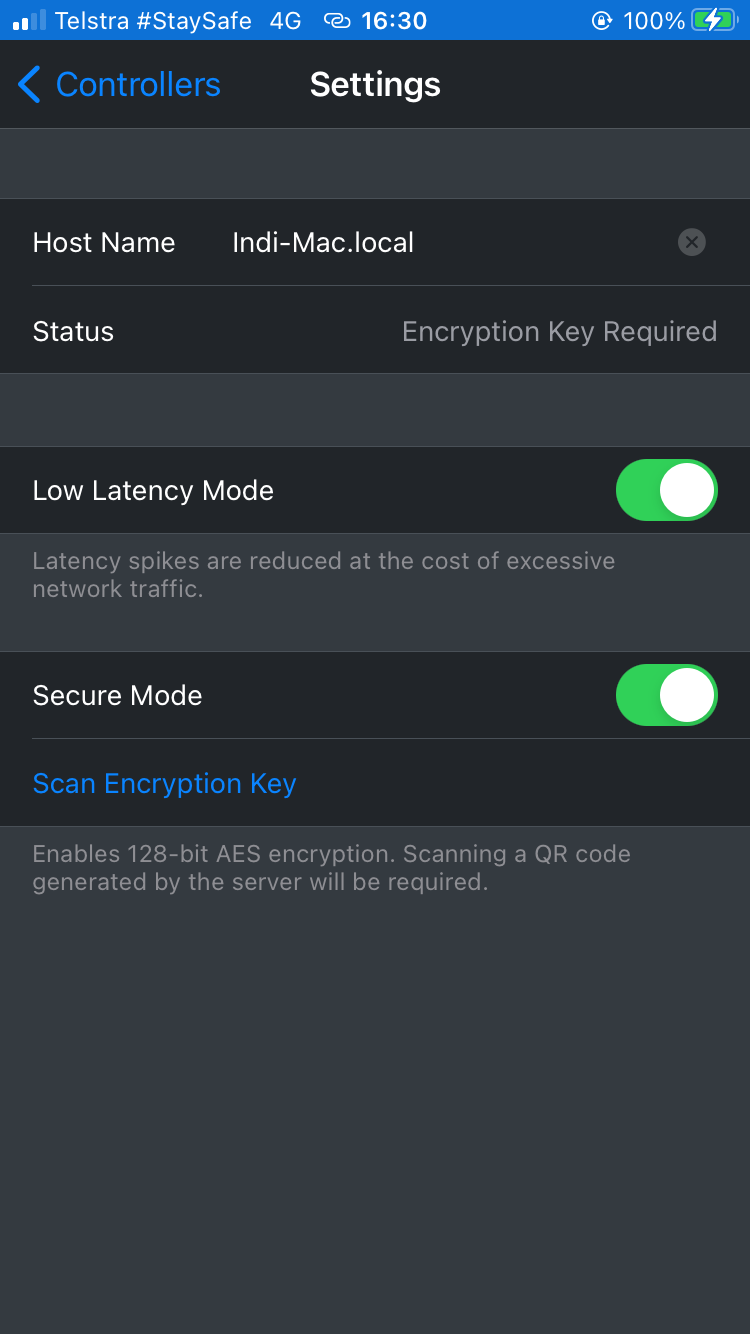 Telstra #StaySafe 4G 16:30 100%
Controllers Settings
Host Name Indi-Mac.local
Status Encryption Key Required
Low Latency Mode
Latency spikes are reduced at the cost of excessive
network traffic.
Secure Mode
Scan Encryption Key
Enables 128-bit AES encryption. Scanning a QR code
generated by the server will be required.